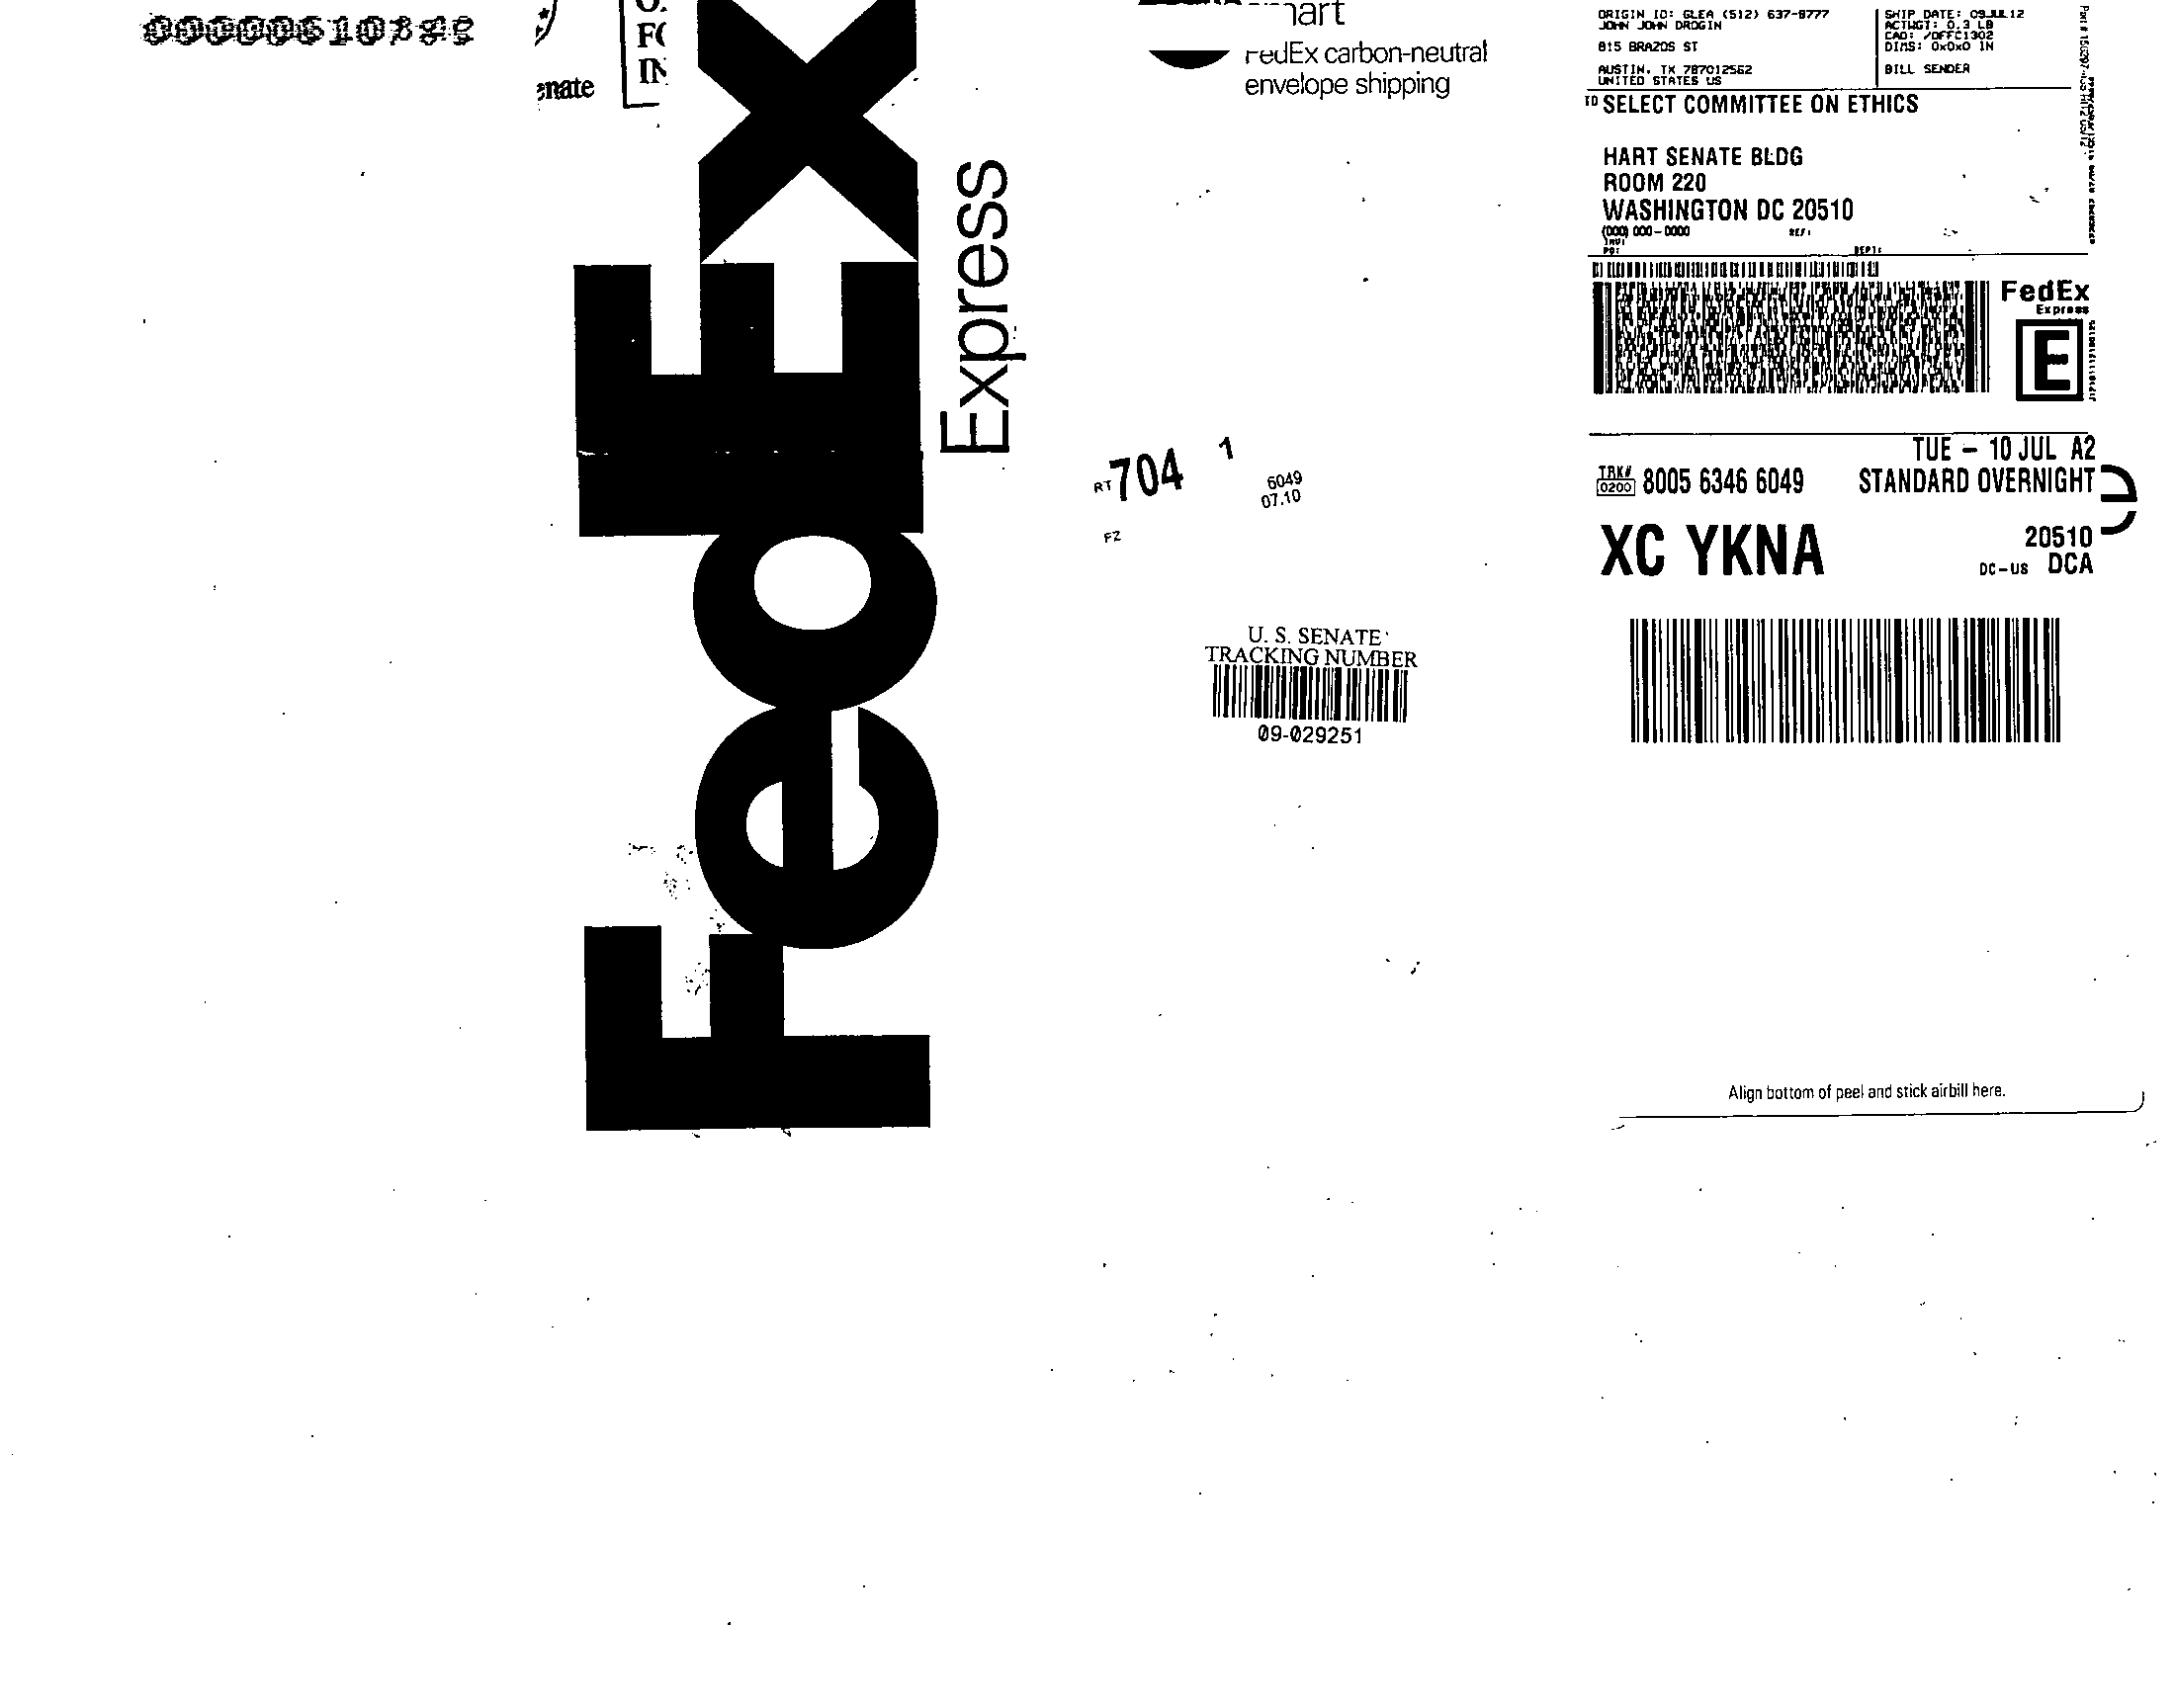 enate
FedEx
Express
FedEx carbon-neutral
envelope shipping
RT 704 1
6049
07.10
FZ
U. S. SENATE
TRACKING NUMBER
09-029251
ORIGIN ID: GLEA (512) 637-8777
JOHN JOHN DROGIN
815 BRAZOS ST
AUSTIN, TX 787012562
UNITED STATES US
SHIP DATE: 09JUL12
ACTWGT: 0.3 LB
CAD: /OFFC1302
DIMS: 0x0x0 IN
BILL SENDER
TO SELECT COMMITTEE ON ETHICS
HART SENATE BLDG
ROOM 220
WASHINGTON DC 20510
(000) 000-0000
REF:
INV:
PO:
DEPT:
FedEx
Express
E
TUE - 10 JUL A2
TRK# 0200 8005 6346 6049 STANDARD OVERNIGHT
XC YKNA
20510
DC-US DCA
Align bottom of peel and stick airbill here.